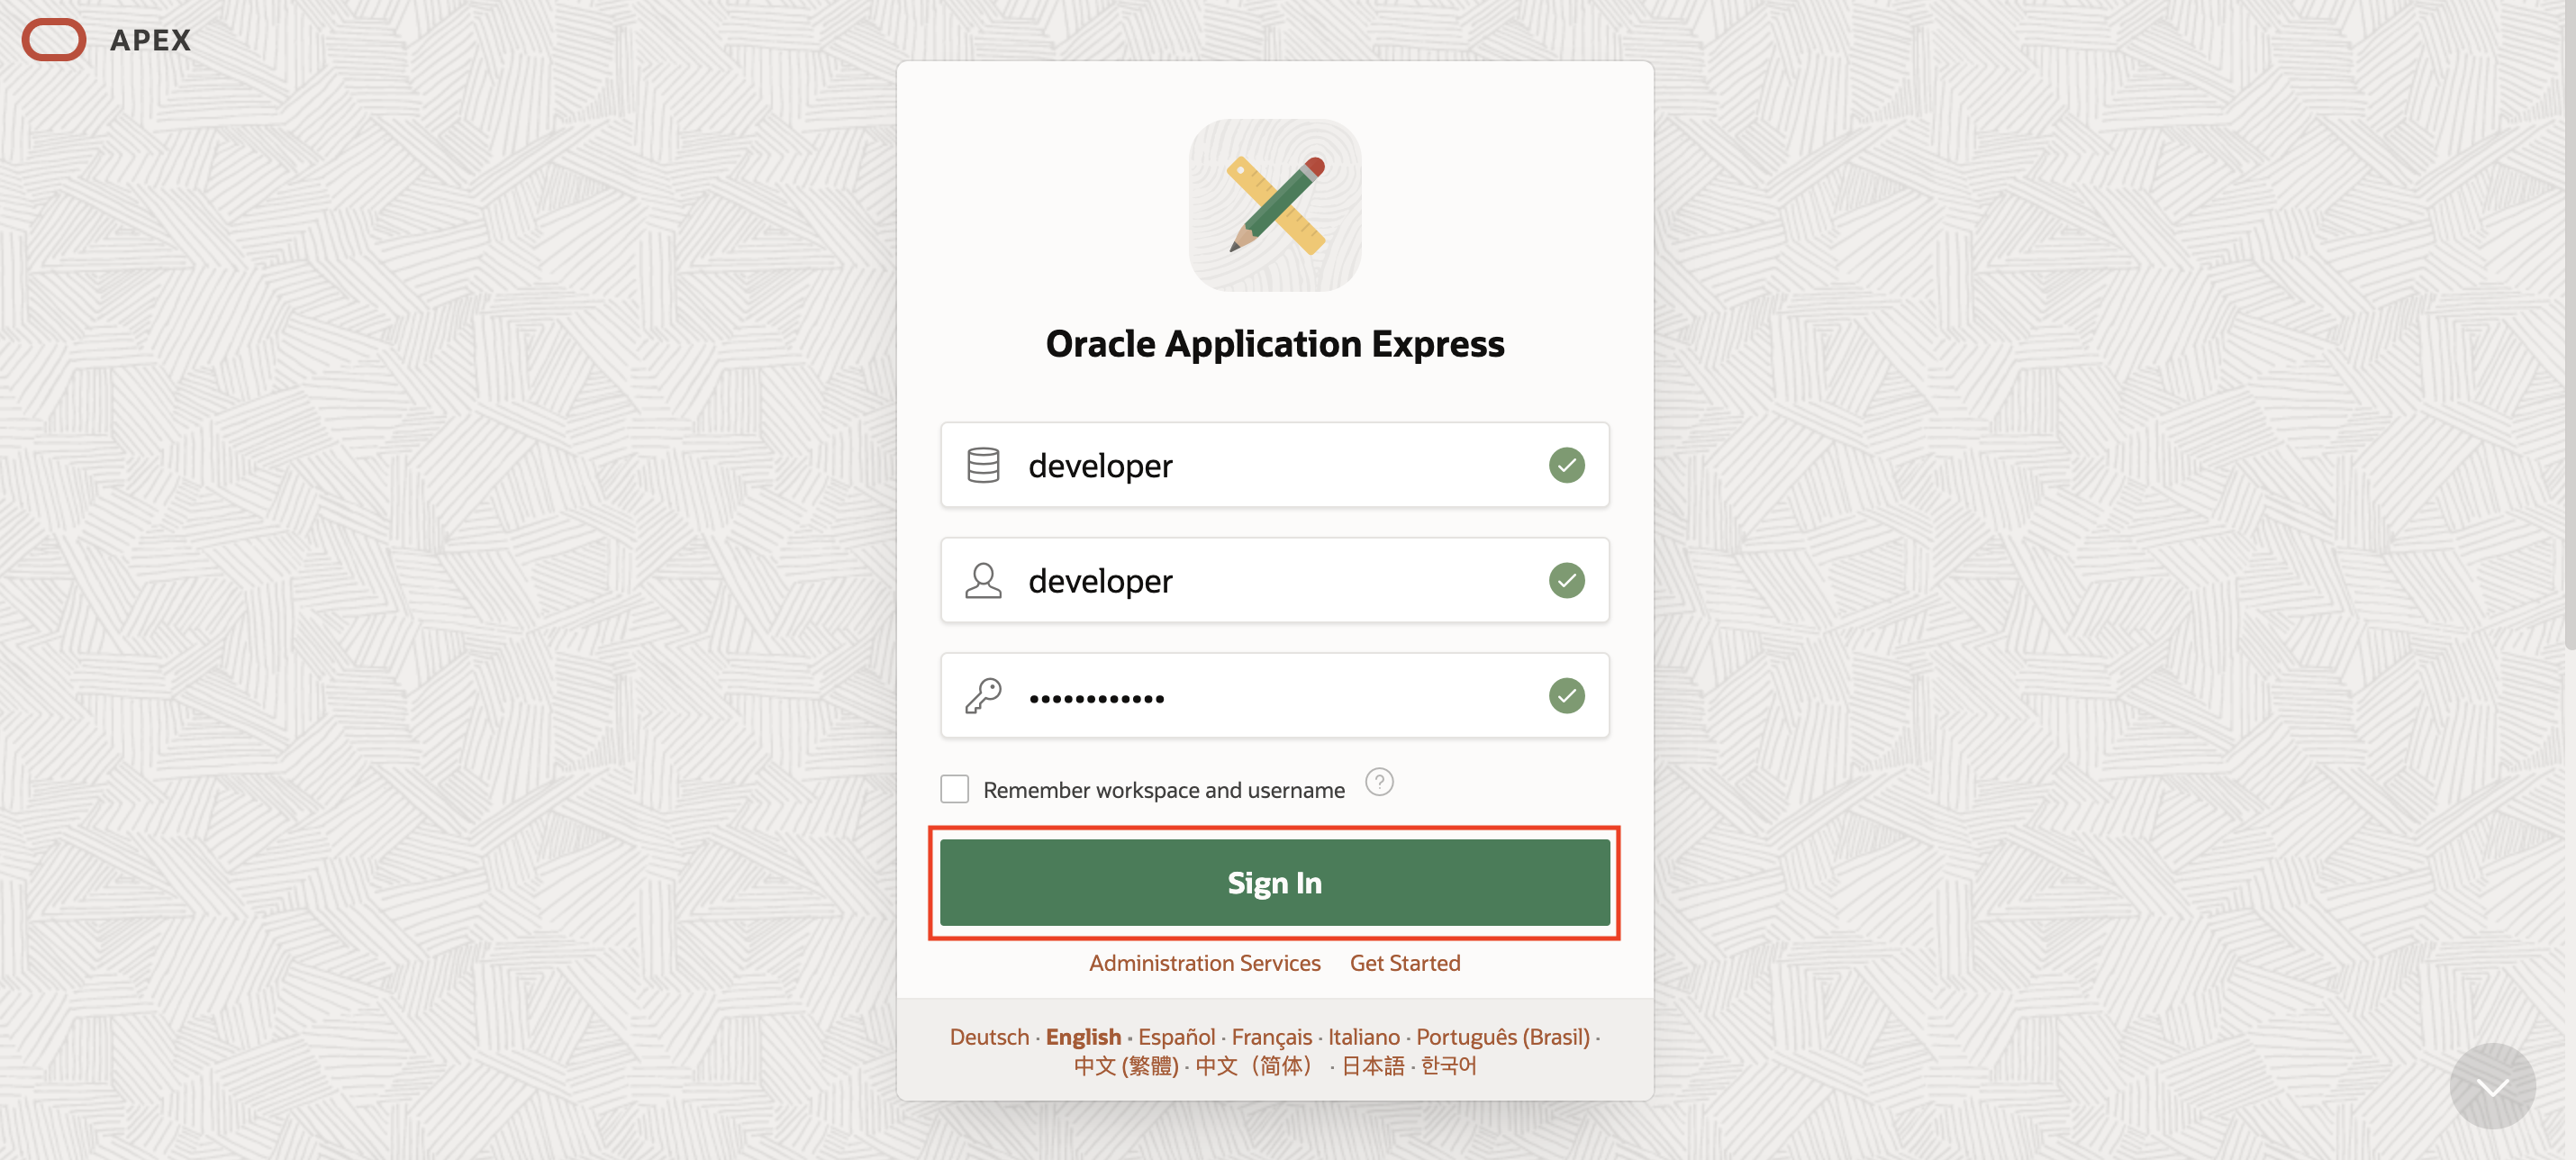 APEX
Oracle Application Express
developer
developer
••••••••••••
Remember workspace and username ?
Sign In
Administration Services Get Started
Deutsch · English · Español · Français · Italiano · Português (Brasil) ·
中文 (繁體) · 中文（简体） · 日本語 · 한국어